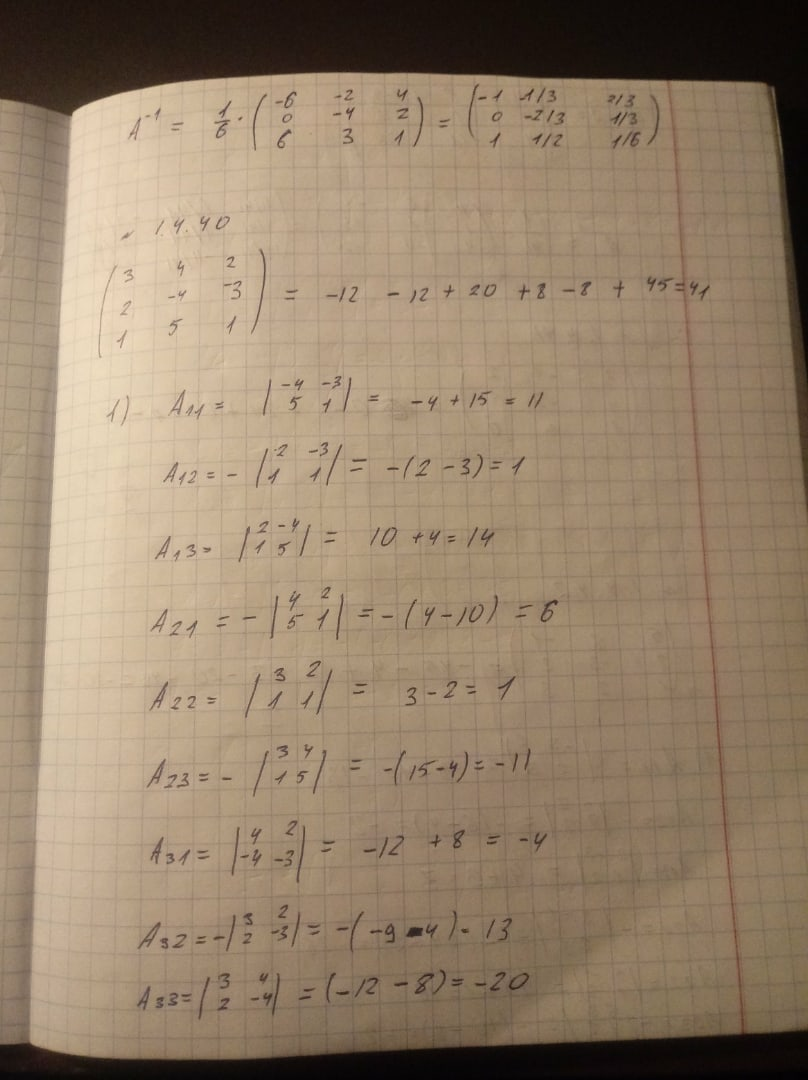 A⁻¹ = 1/6 · ( -6 -2 4
0 -4 2
6 3 1 ) = ( -1 1/3 2/3
0 -2/3 1/3
1 1/2 1/6 )
1.4.40
( 3 4 2
2 -4 -3
1 5 1 ) = -12 - 12 + 20 + 8 - 8 + 45 = 41
1) A11 = | -4 -3
5 1 | = -4 + 15 = 11
A12 = - | 2 -3
1 1 | = -(2 - 3) = 1
A13 = | 2 -4
1 5 | = 10 + 4 = 14
A21 = - | 4 2
5 1 | = -(4 - 10) = 6
A22 = | 3 2
1 1 | = 3 - 2 = 1
A23 = - | 3 4
1 5 | = -(15 - 4) = -11
A31 = | 4 2
-4 -3 | = -12 + 8 = -4
A32 = - | 3 2
2 -3 | = -(-9 - 4) = 13
A33 = | 3 4
2 -4 | = (-12 - 8) = -20